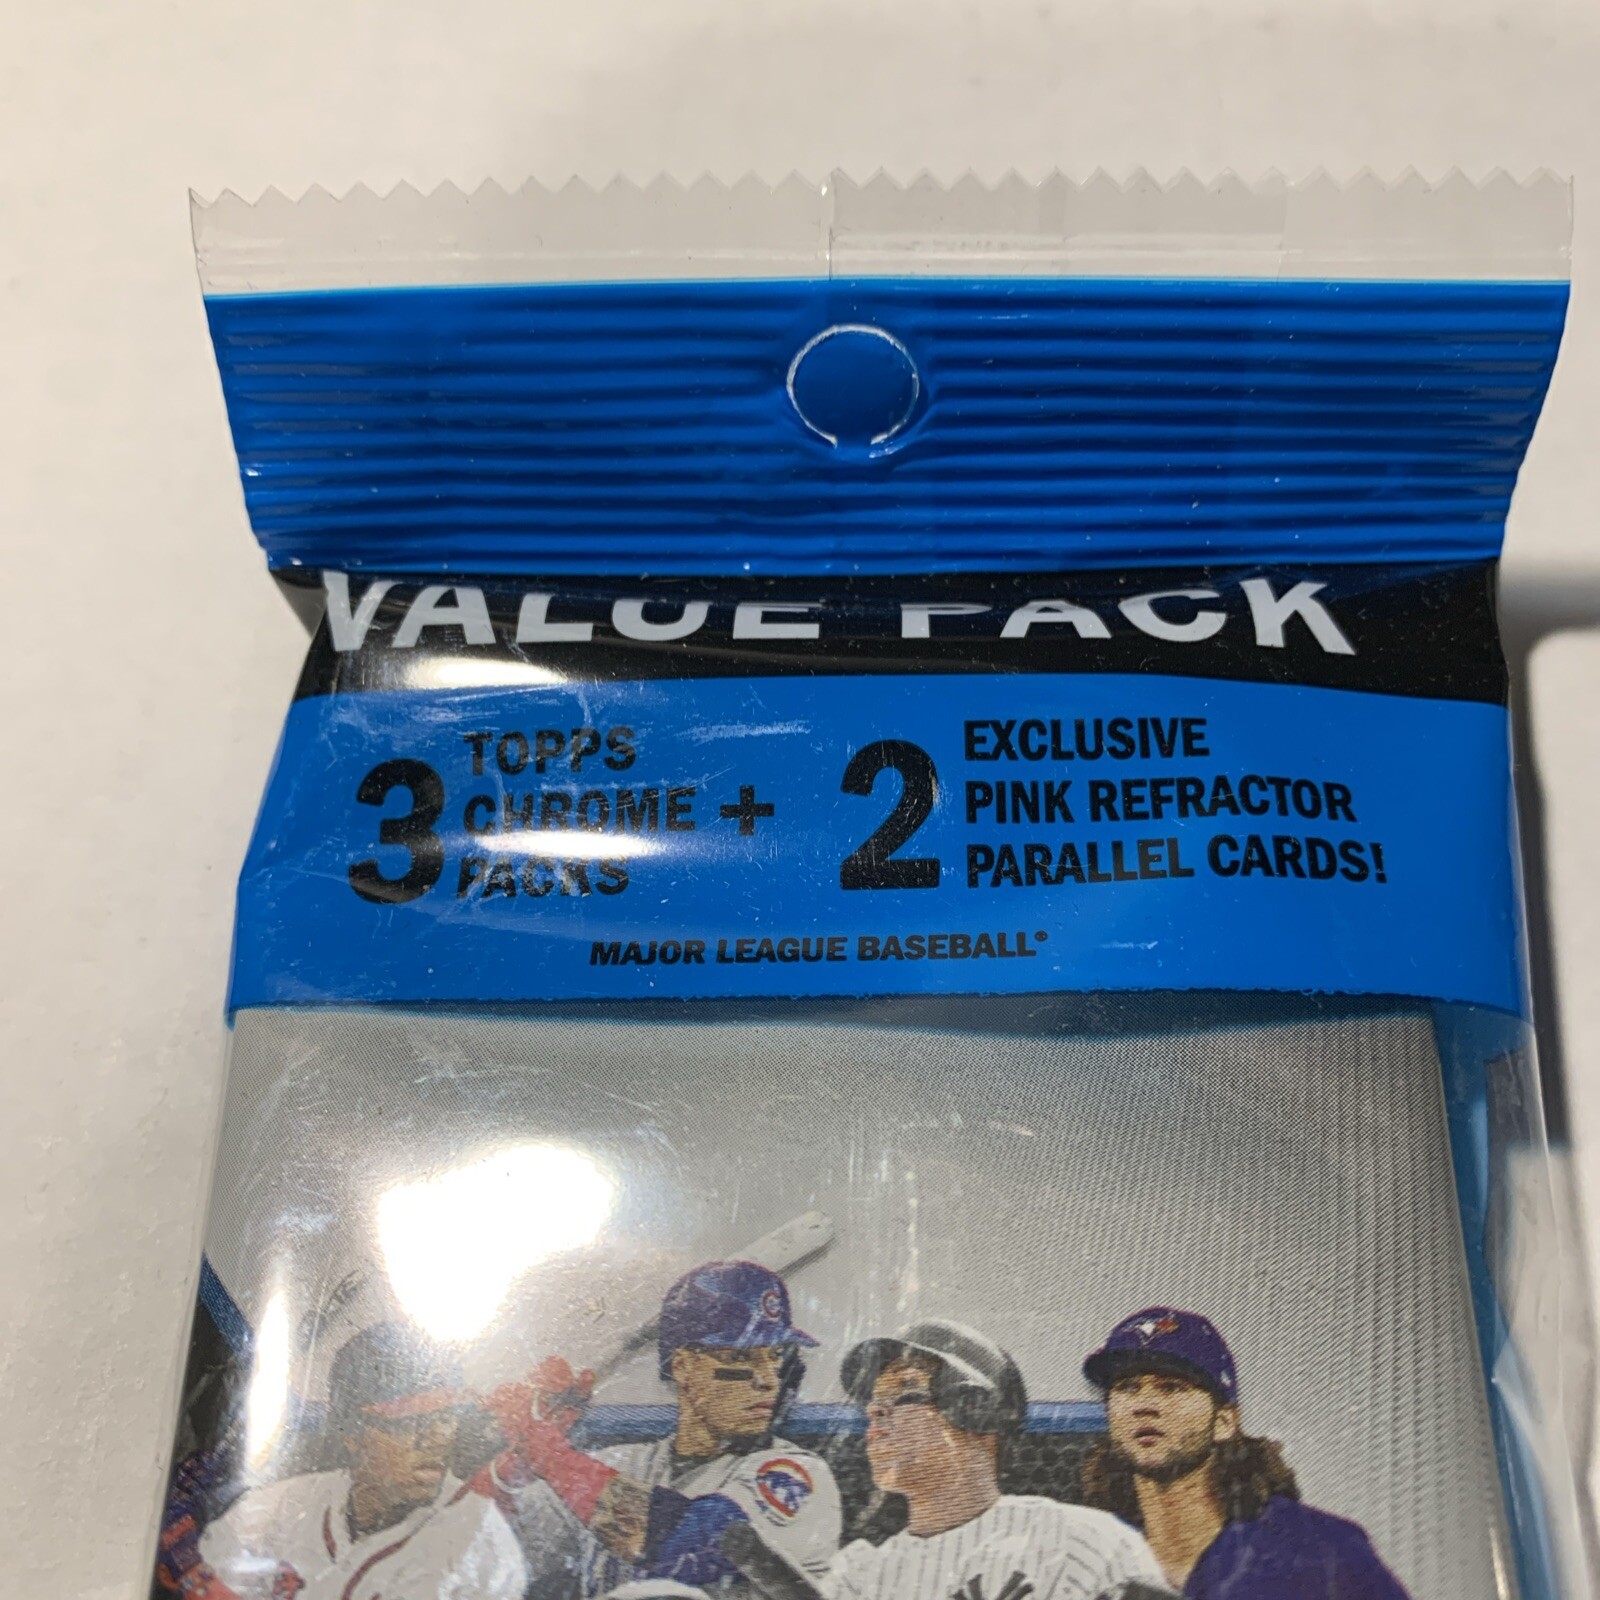 VALUE PACK
3 TOPPS CHROME PACKS + 2 EXCLUSIVE PINK REFRACTOR PARALLEL CARDS!
MAJOR LEAGUE BASEBALL®